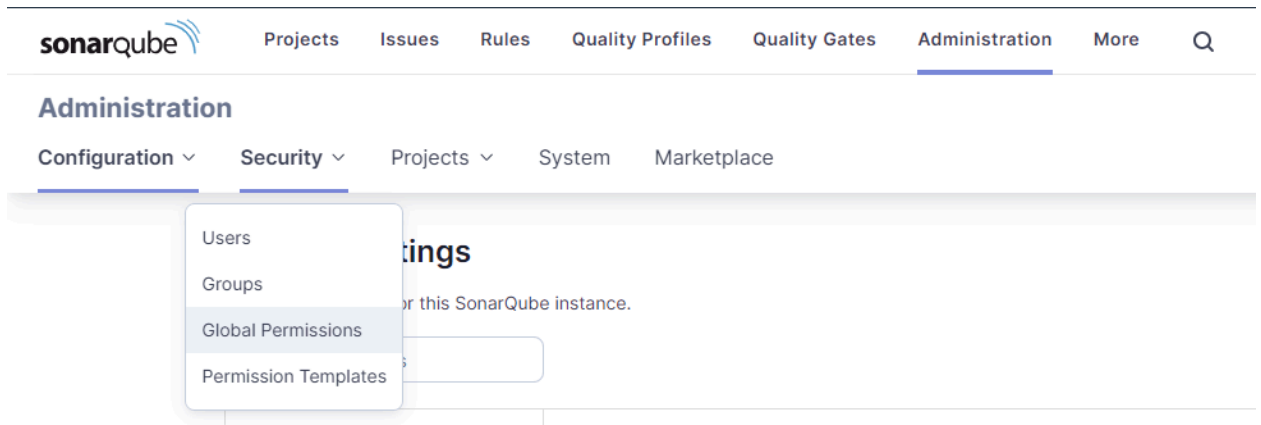 sonarqube Projects Issues Rules Quality Profiles Quality Gates Administration More
Administration
Configuration Security Projects System Marketplace
Users
tings
Groups
or this SonarQube instance.
Global Permissions
s
Permission Templates